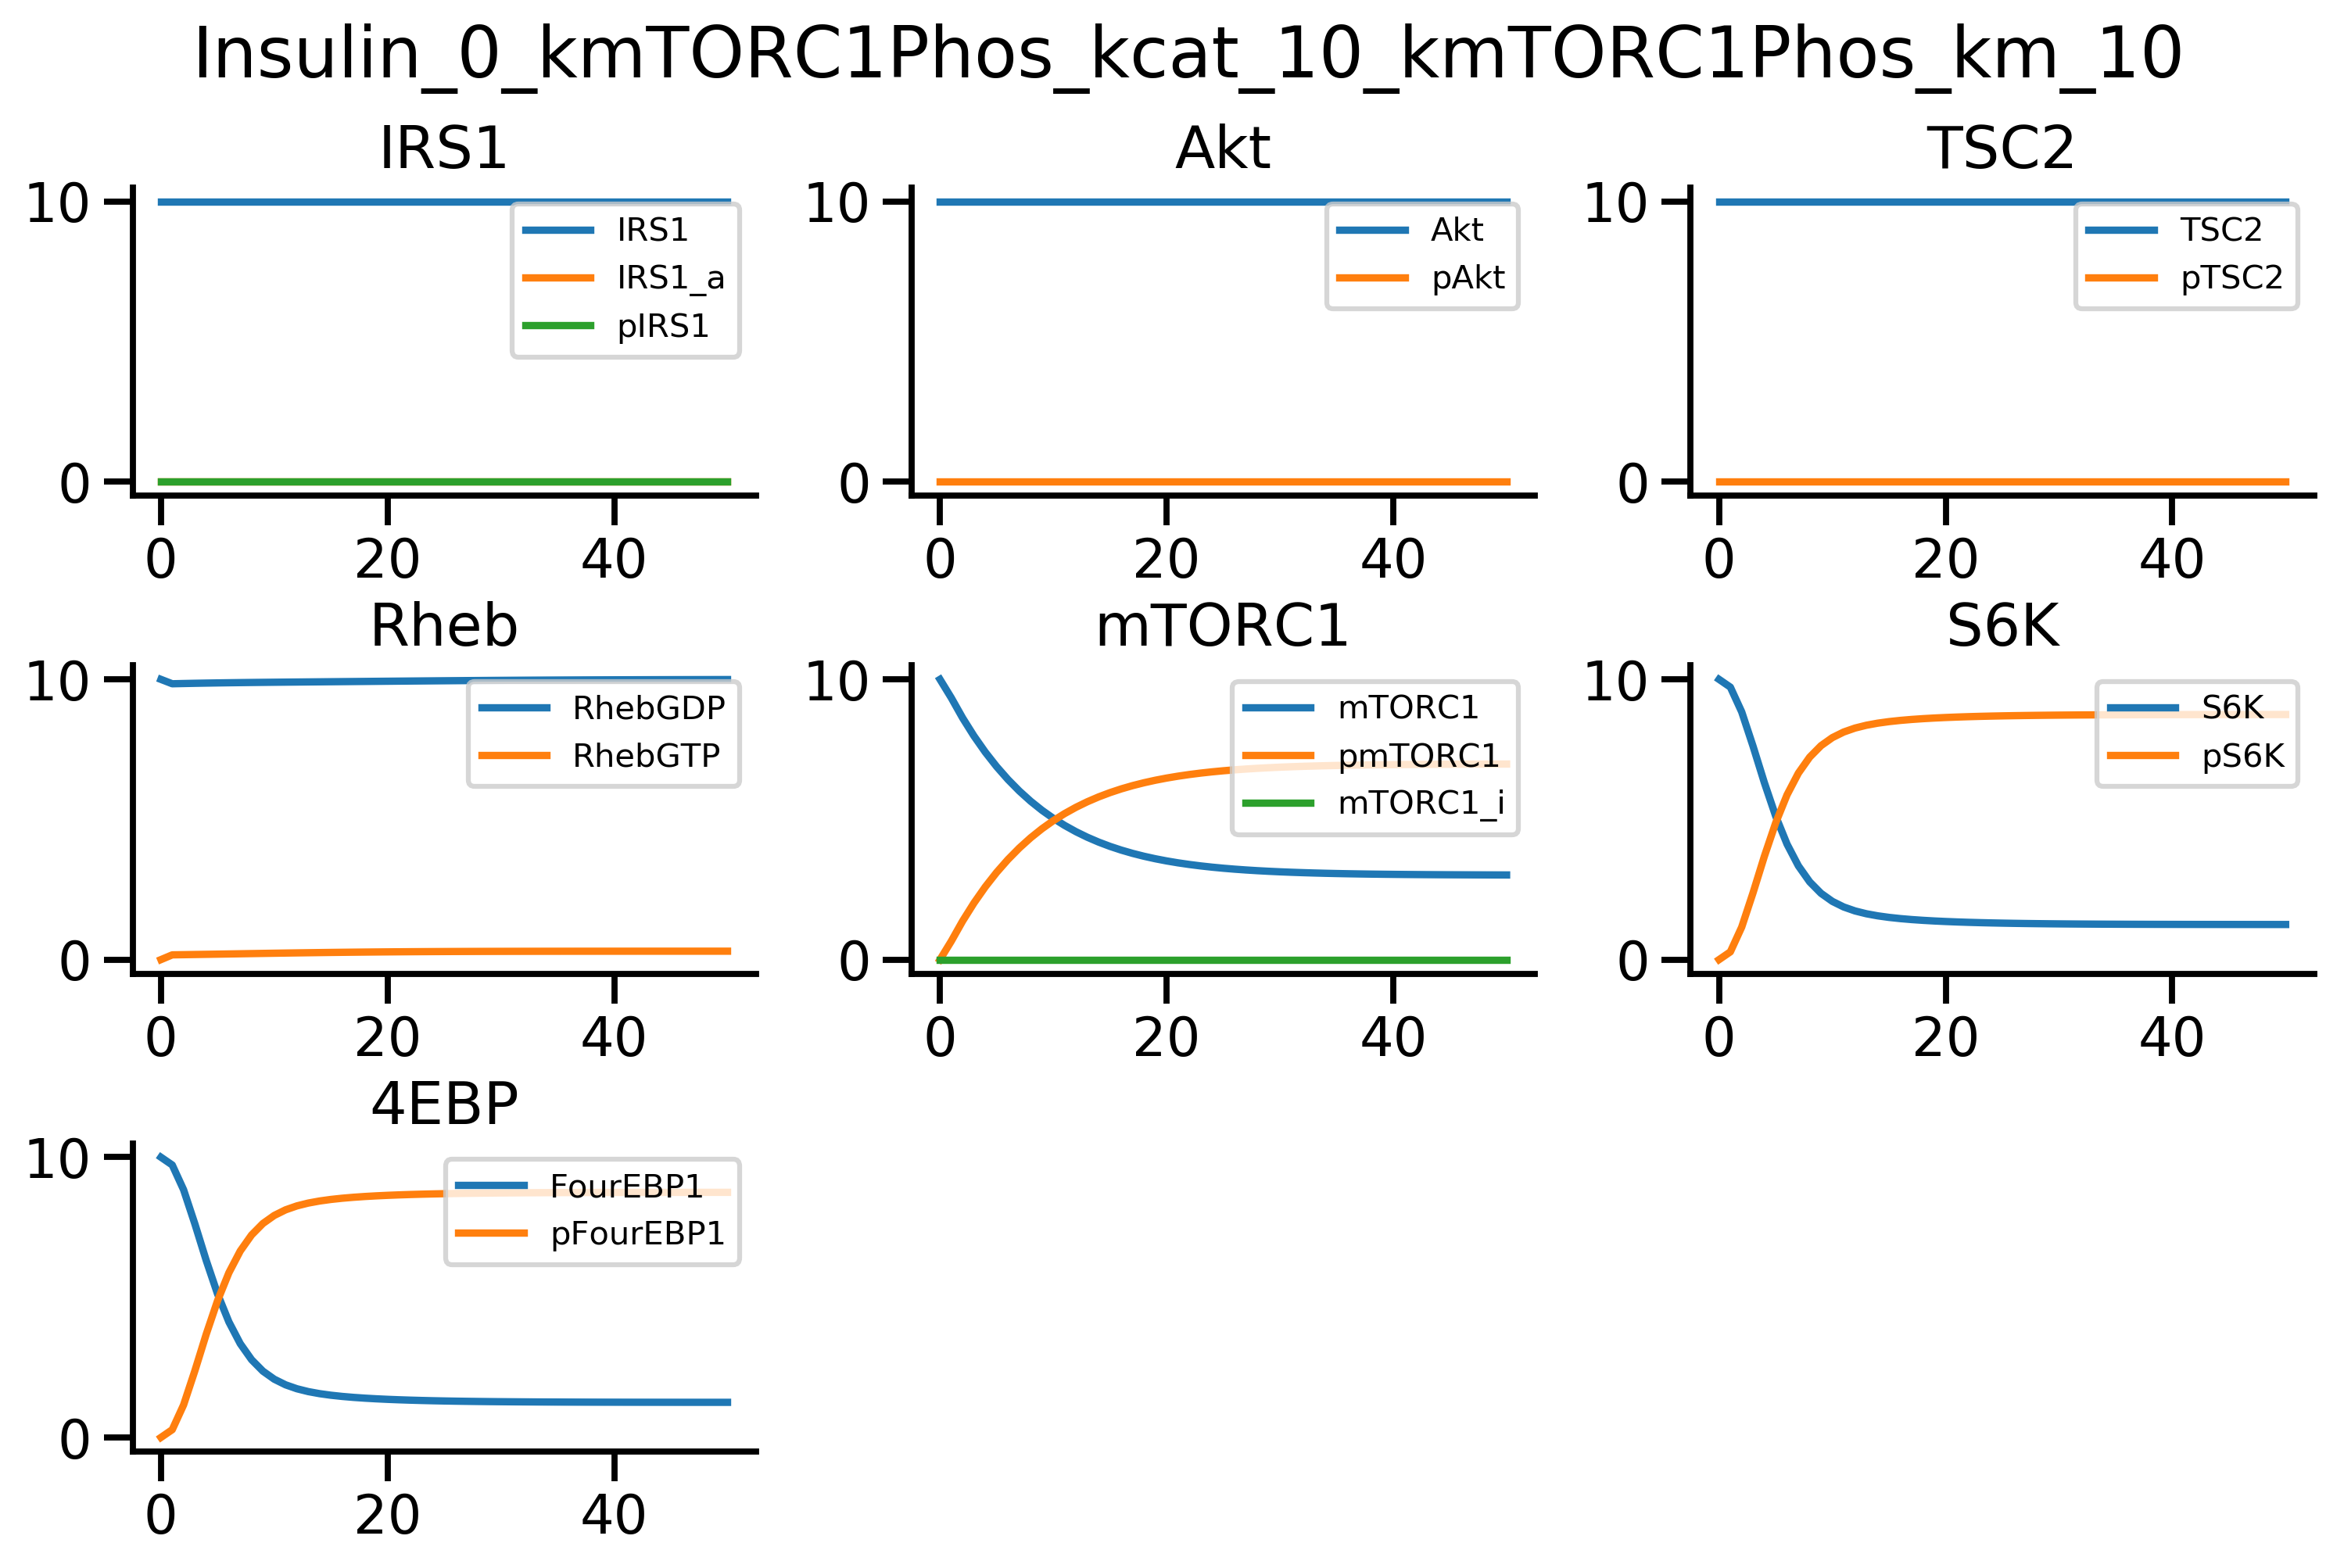 Insulin_0_kmTORC1Phos_kcat_10_kmTORC1Phos_km_10
IRS1
10
0
0 20 40
IRS1
IRS1_a
pIRS1
Akt
10
0
0 20 40
Akt
pAkt
TSC2
10
0
0 20 40
TSC2
pTSC2
Rheb
10
0
0 20 40
RhebGDP
RhebGTP
mTORC1
10
0
0 20 40
mTORC1
pmTORC1
mTORC1_i
S6K
10
0
0 20 40
S6K
pS6K
4EBP
10
0
0 20 40
FourEBP1
pFourEBP1